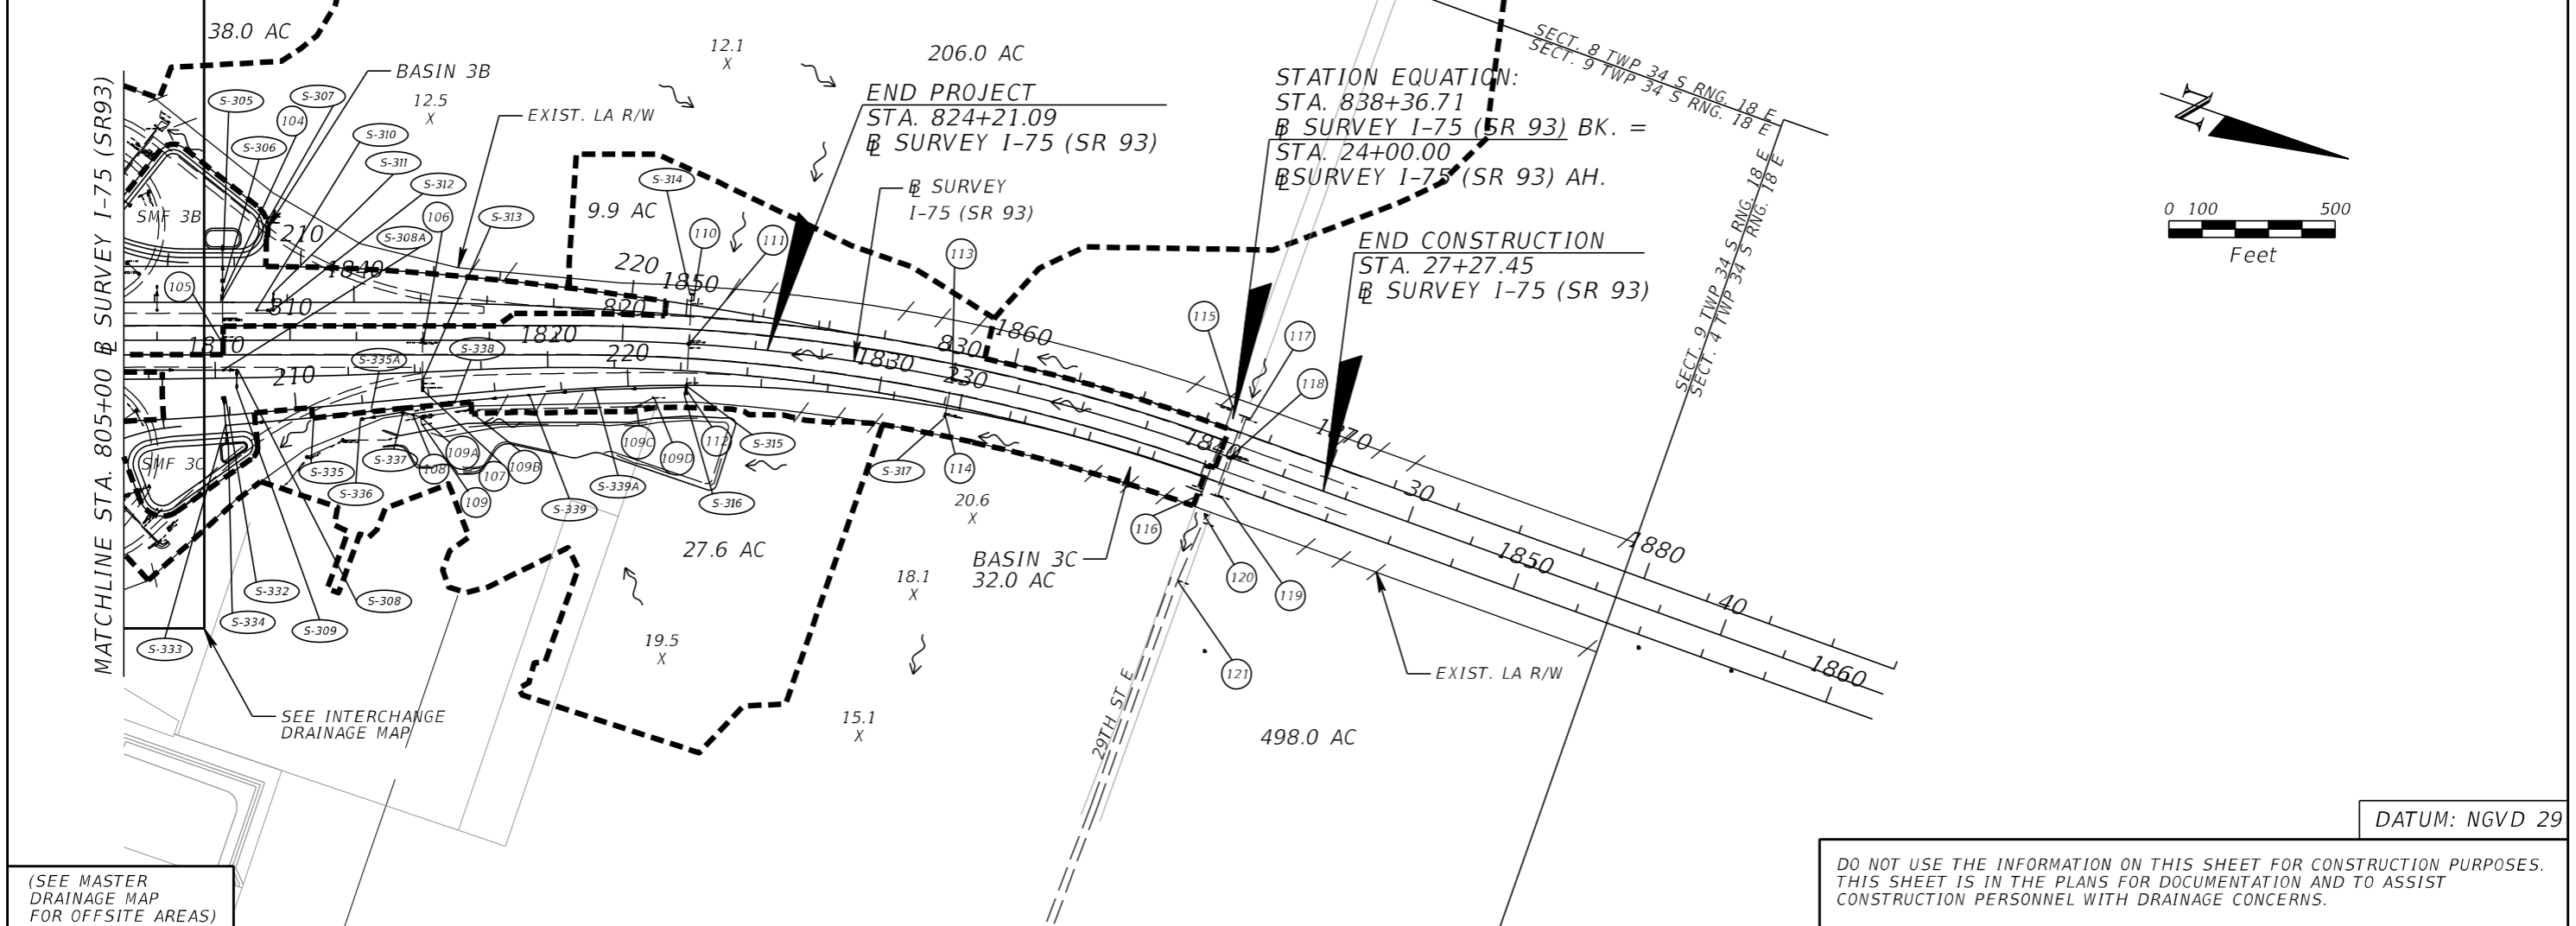 38.0 AC
BASIN 3B
12.5
X
EXIST. LA R/W
12.1
X
206.0 AC
END PROJECT
STA. 824+21.09
BL SURVEY I-75 (SR 93)
BL SURVEY
I-75 (SR 93)
STATION EQUATION:
STA. 838+36.71
BL SURVEY I-75 (SR 93) BK. =
STA. 24+00.00
BL SURVEY I-75 (SR 93) AH.
END CONSTRUCTION
STA. 27+27.45
BL SURVEY I-75 (SR 93)
SECT. 8 TWP 34 S RNG. 18 E
SECT. 9 TWP 34 S RNG. 18 E
SECT. 9 TWP 34 S RNG. 18 E
SECT. 4 TWP 34 S RNG. 18 E
N
0 100 500
Feet
MATCHLINE STA. 805+00 BL SURVEY I-75 (SR93)
S-305
S-307
104
S-306
S-310
S-311
S-312
106
S-313
S-308A
S-314
9.9 AC
110
111
113
SMF 3B
105
210
1840
220
1850
810
820
1810
1820
220
210
1830
830
1860
230
115
117
118
1840
1870
30
1850
1880
40
1860
S-335A
S-338
SMF 3C
S-335
S-336
S-337
108
109A
107
109B
109
S-339
S-339A
109C
109D
112
S-315
S-316
S-317
114
20.6
X
116
120
119
121
27.6 AC
BASIN 3C
32.0 AC
18.1
X
19.5
X
15.1
X
S-332
S-334
S-309
S-308
S-333
SEE INTERCHANGE
DRAINAGE MAP
29TH ST E
EXIST. LA R/W
498.0 AC
(SEE MASTER
DRAINAGE MAP
FOR OFFSITE AREAS)
DATUM: NGVD 29
DO NOT USE THE INFORMATION ON THIS SHEET FOR CONSTRUCTION PURPOSES.
THIS SHEET IS IN THE PLANS FOR DOCUMENTATION AND TO ASSIST
CONSTRUCTION PERSONNEL WITH DRAINAGE CONCERNS.